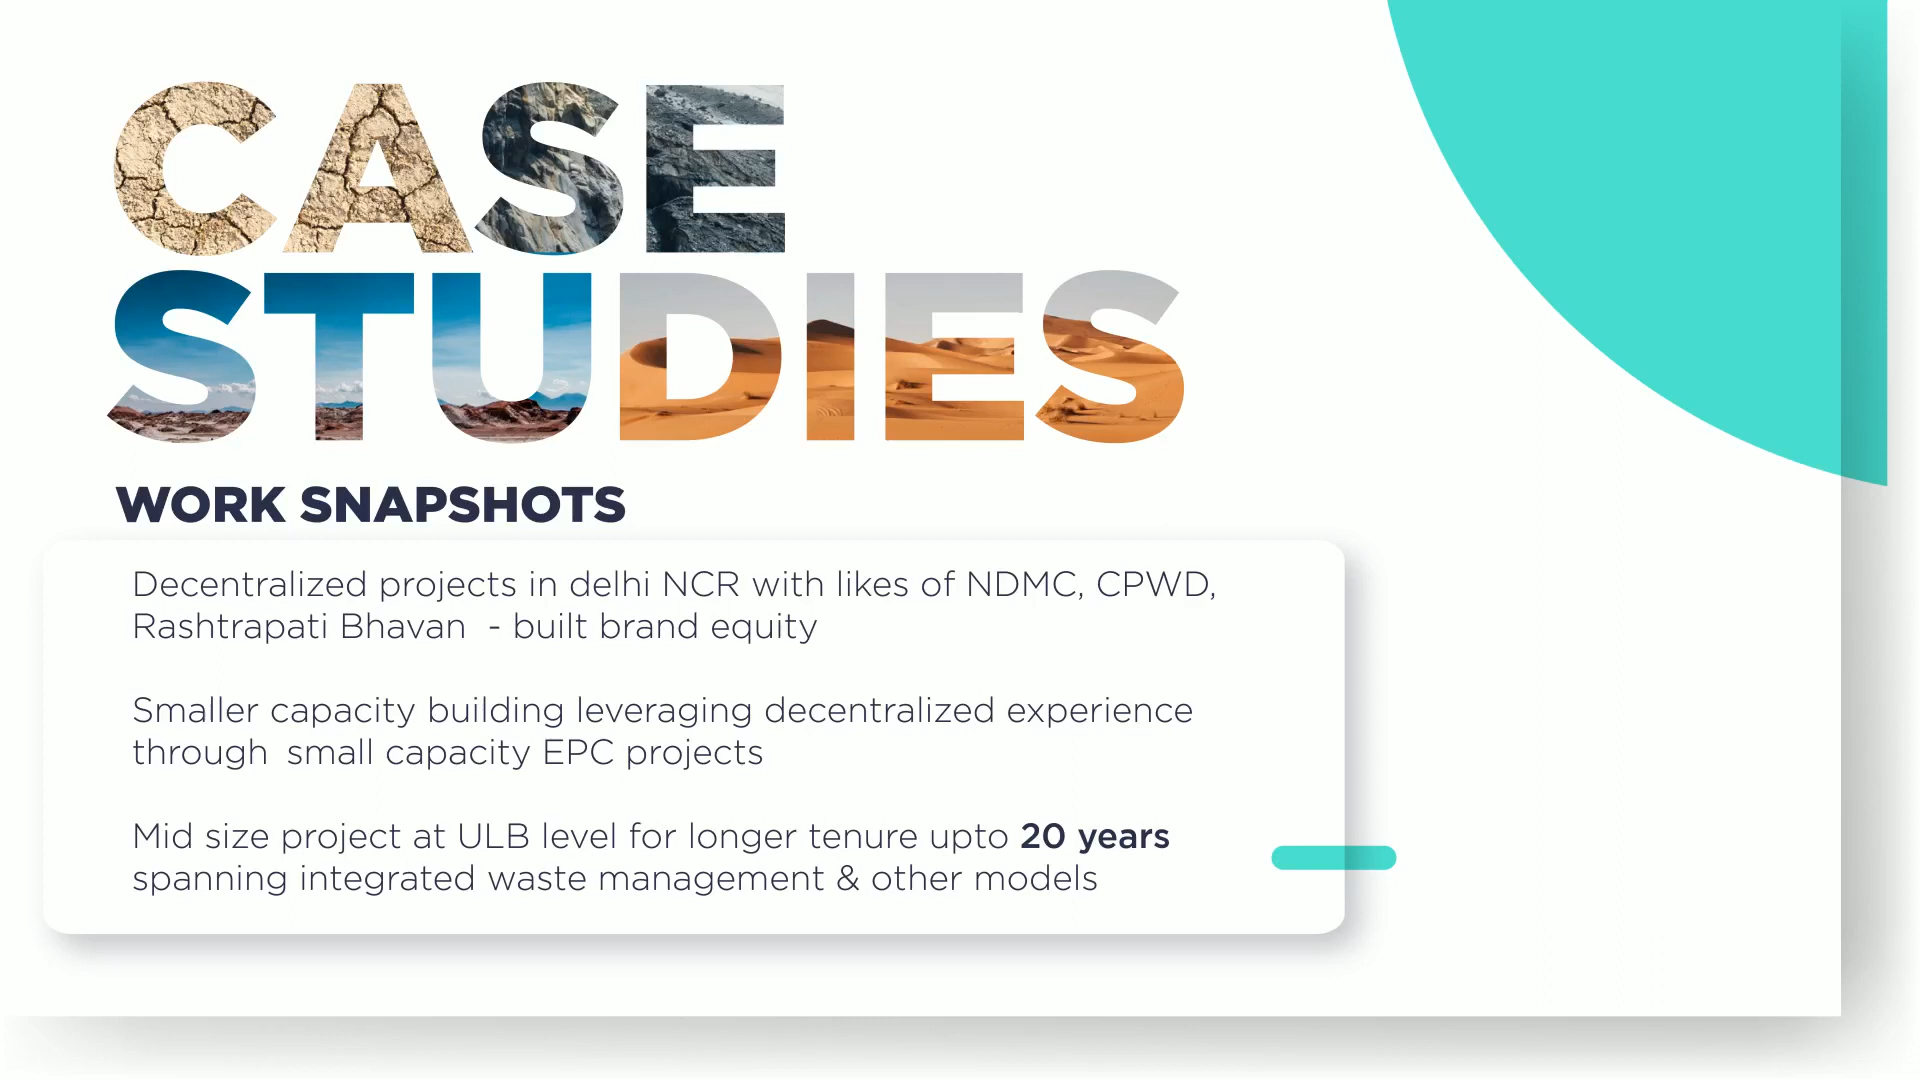 CASE
STUDIES
WORK SNAPSHOTS
Decentralized projects in delhi NCR with likes of NDMC, CPWD,
Rashtrapati Bhavan - built brand equity
Smaller capacity building leveraging decentralized experience
through small capacity EPC projects
Mid size project at ULB level for longer tenure upto 20 years
spanning integrated waste management & other models